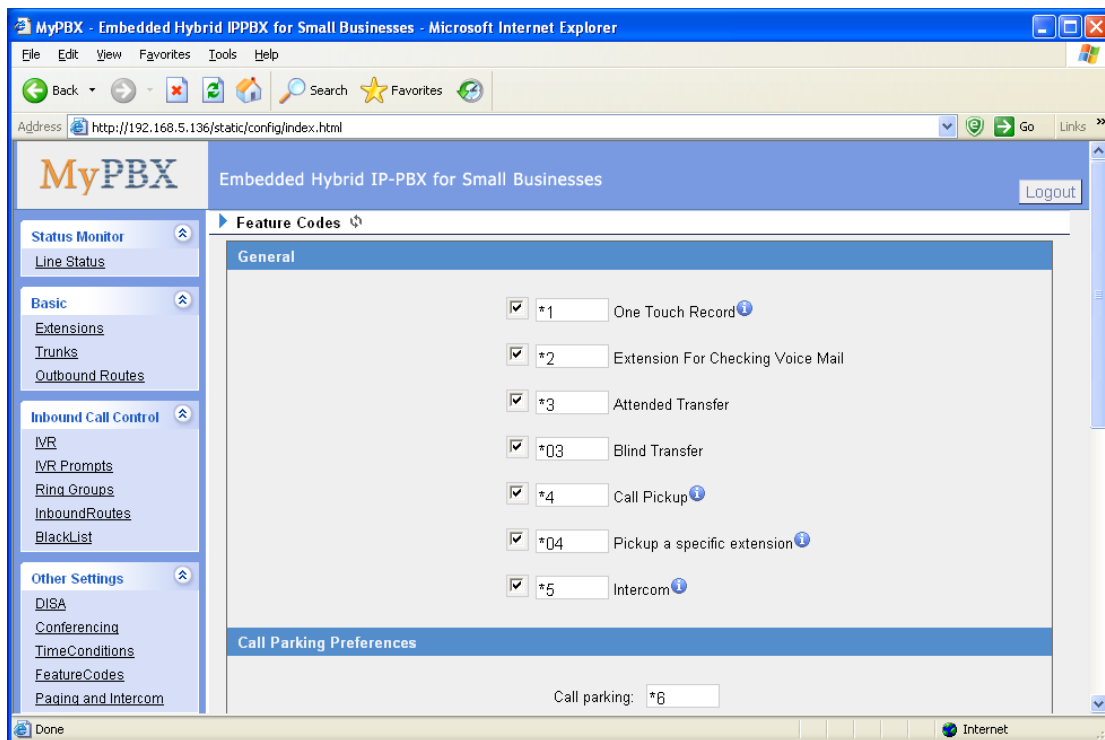 MyPBX - Embedded Hybrid IPPBX for Small Businesses - Microsoft Internet Explorer
File Edit View Favorites Tools Help
Back Search Favorites
Address http://192.168.5.136/static/config/index.html Go Links »
MyPBX
Embedded Hybrid IP-PBX for Small Businesses
Logout
Status Monitor
Line Status
Basic
Extensions
Trunks
Outbound Routes
Inbound Call Control
IVR
IVR Prompts
Ring Groups
InboundRoutes
BlackList
Other Settings
DISA
Conferencing
TimeConditions
FeatureCodes
Paging and Intercom
Feature Codes
General
*1 One Touch Record
*2 Extension For Checking Voice Mail
*3 Attended Transfer
*03 Blind Transfer
*4 Call Pickup
*04 Pickup a specific extension
*5 Intercom
Call Parking Preferences
Call parking: *6
Done Internet